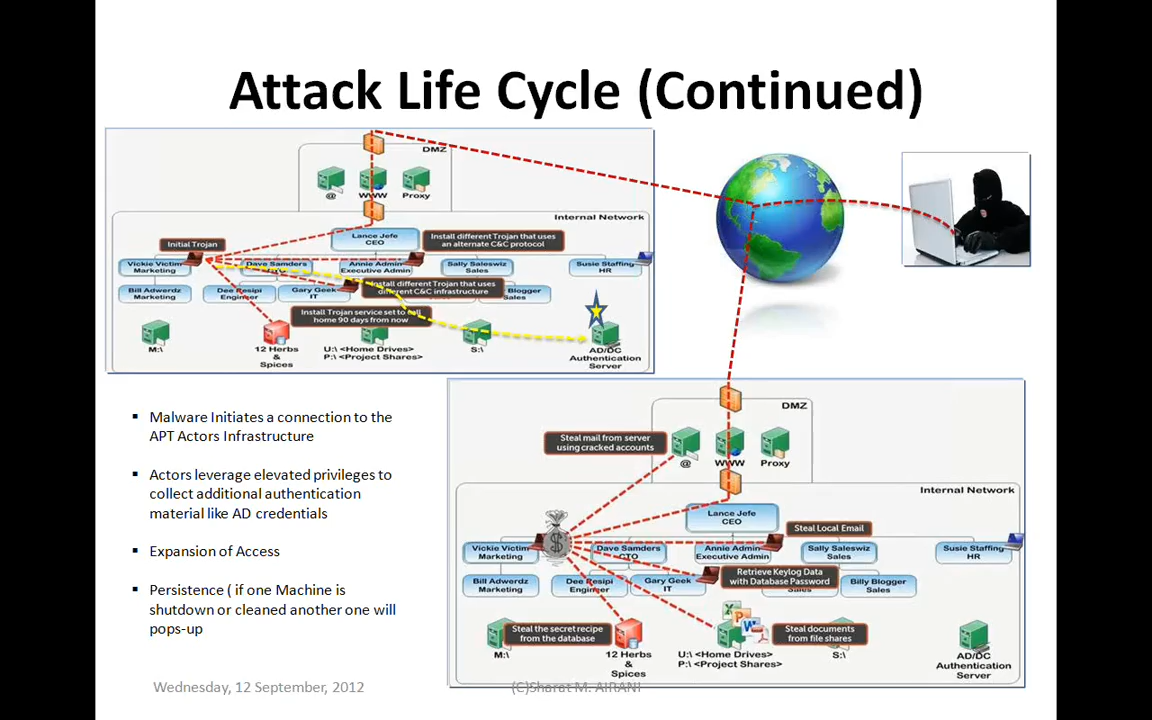 Attack Life Cycle (Continued)
DMZ
@
WWW
Proxy
Internal Network
Lance Jefe
CEO
Install different Trojan that uses
an alternate C&C protocol
Initial Trojan
Vickie Victim
Marketing
Dave Samders
Annie Admin
Executive Admin
Sally Saleswiz
Sales
Susie Staffing
HR
Bill Adwerdz
Marketing
Dee Resipi
Engineer
Gary Geek
IT
Install different Trojan that uses
different C&C infrastructure
Blogger
Sales
Install Trojan service set to call
home 90 days from now
M:\
12 Herbs
&
Spices
U:\ <Home Drives>
P:\ <Project Shares>
S:\
AD/DC
Authentication
Server
▪ Malware Initiates a connection to the
APT Actors Infrastructure
▪ Actors leverage elevated privileges to
collect additional authentication
material like AD credentials
▪ Expansion of Access
▪ Persistence ( if one Machine is
shutdown or cleaned another one will
pops-up
DMZ
Steal mail from server
using cracked accounts
@
WWW
Proxy
Internal Network
Lance Jefe
CEO
Steal Local Email
Vickie Victim
Marketing
Dave Samders
CTO
Annie Admin
Executive Admin
Sally Saleswiz
Sales
Susie Staffing
HR
Bill Adwerdz
Marketing
Dee Resipi
Engineer
Gary Geek
IT
Retrieve Keylog Data
with Database Password
Sales
Billy Blogger
Sales
Steal the secret recipe
from the database
Steal documents
from file shares
M:\
12 Herbs
&
Spices
U:\ <Home Drives>
P:\ <Project Shares>
S:\
AD/DC
Authentication
Server
Wednesday, 12 September, 2012
(C)Sharat M. AIRANI